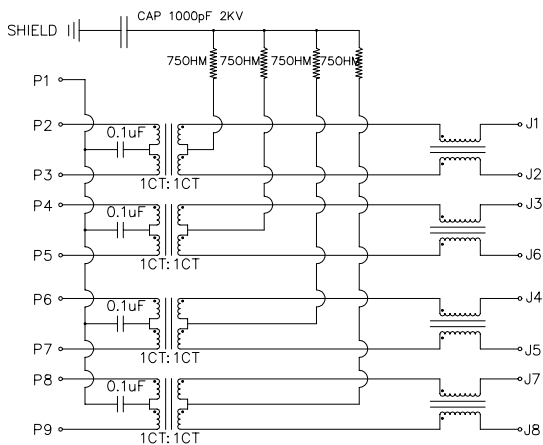 CAP 1000pF 2KV
SHIELD
75OHM 75OHM 75OHM 75OHM
P1
P2
0.1uF
J1
P3
1CT:1CT
J2
P4
0.1uF
J3
P5
1CT:1CT
J6
P6
0.1uF
J4
P7
1CT:1CT
J5
P8
0.1uF
J7
P9
1CT:1CT
J8